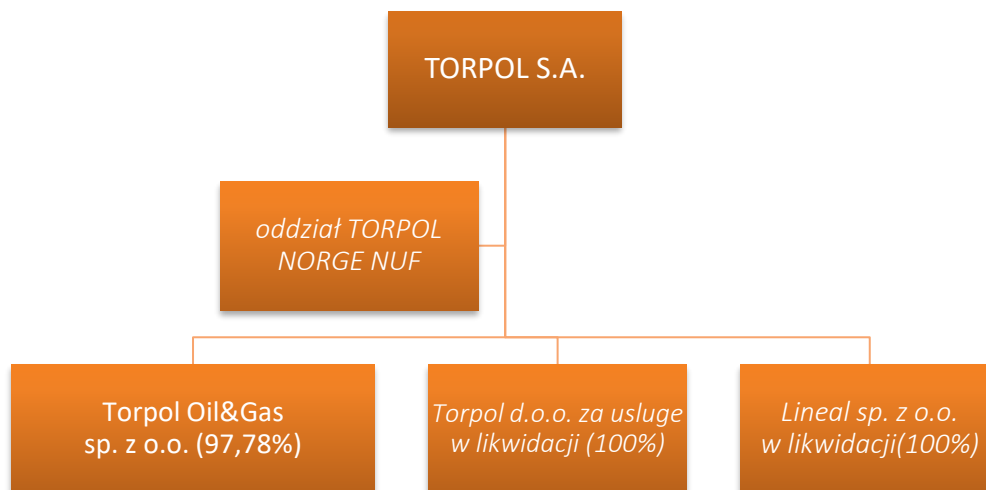 TORPOL S.A.
oddział TORPOL
NORGE NUF
Torpol Oil&Gas
sp. z o.o. (97,78%)
Torpol d.o.o. za usluge
w likwidacji (100%)
Lineal sp. z o.o.
w likwidacji(100%)